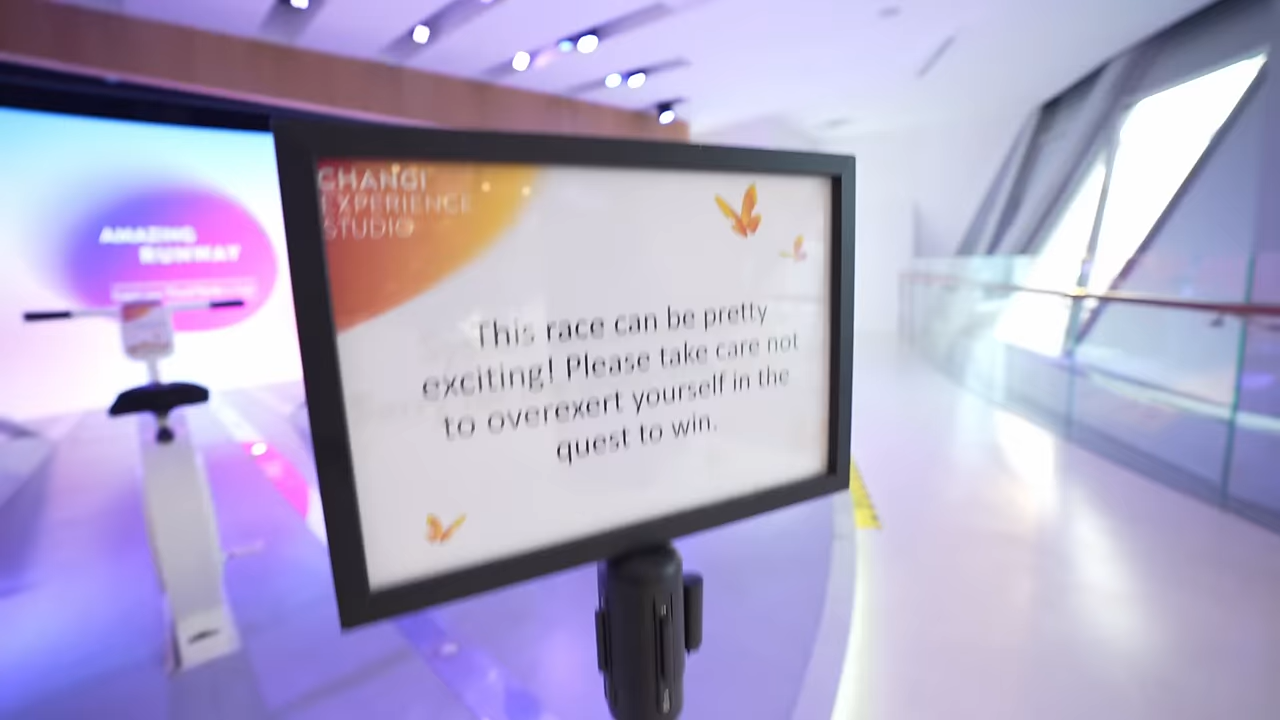 CHANGI
EXPERIENCE
STUDIO
AMAZING
RUNWAY
This race can be pretty
exciting! Please take care not
to overexert yourself in the
quest to win.